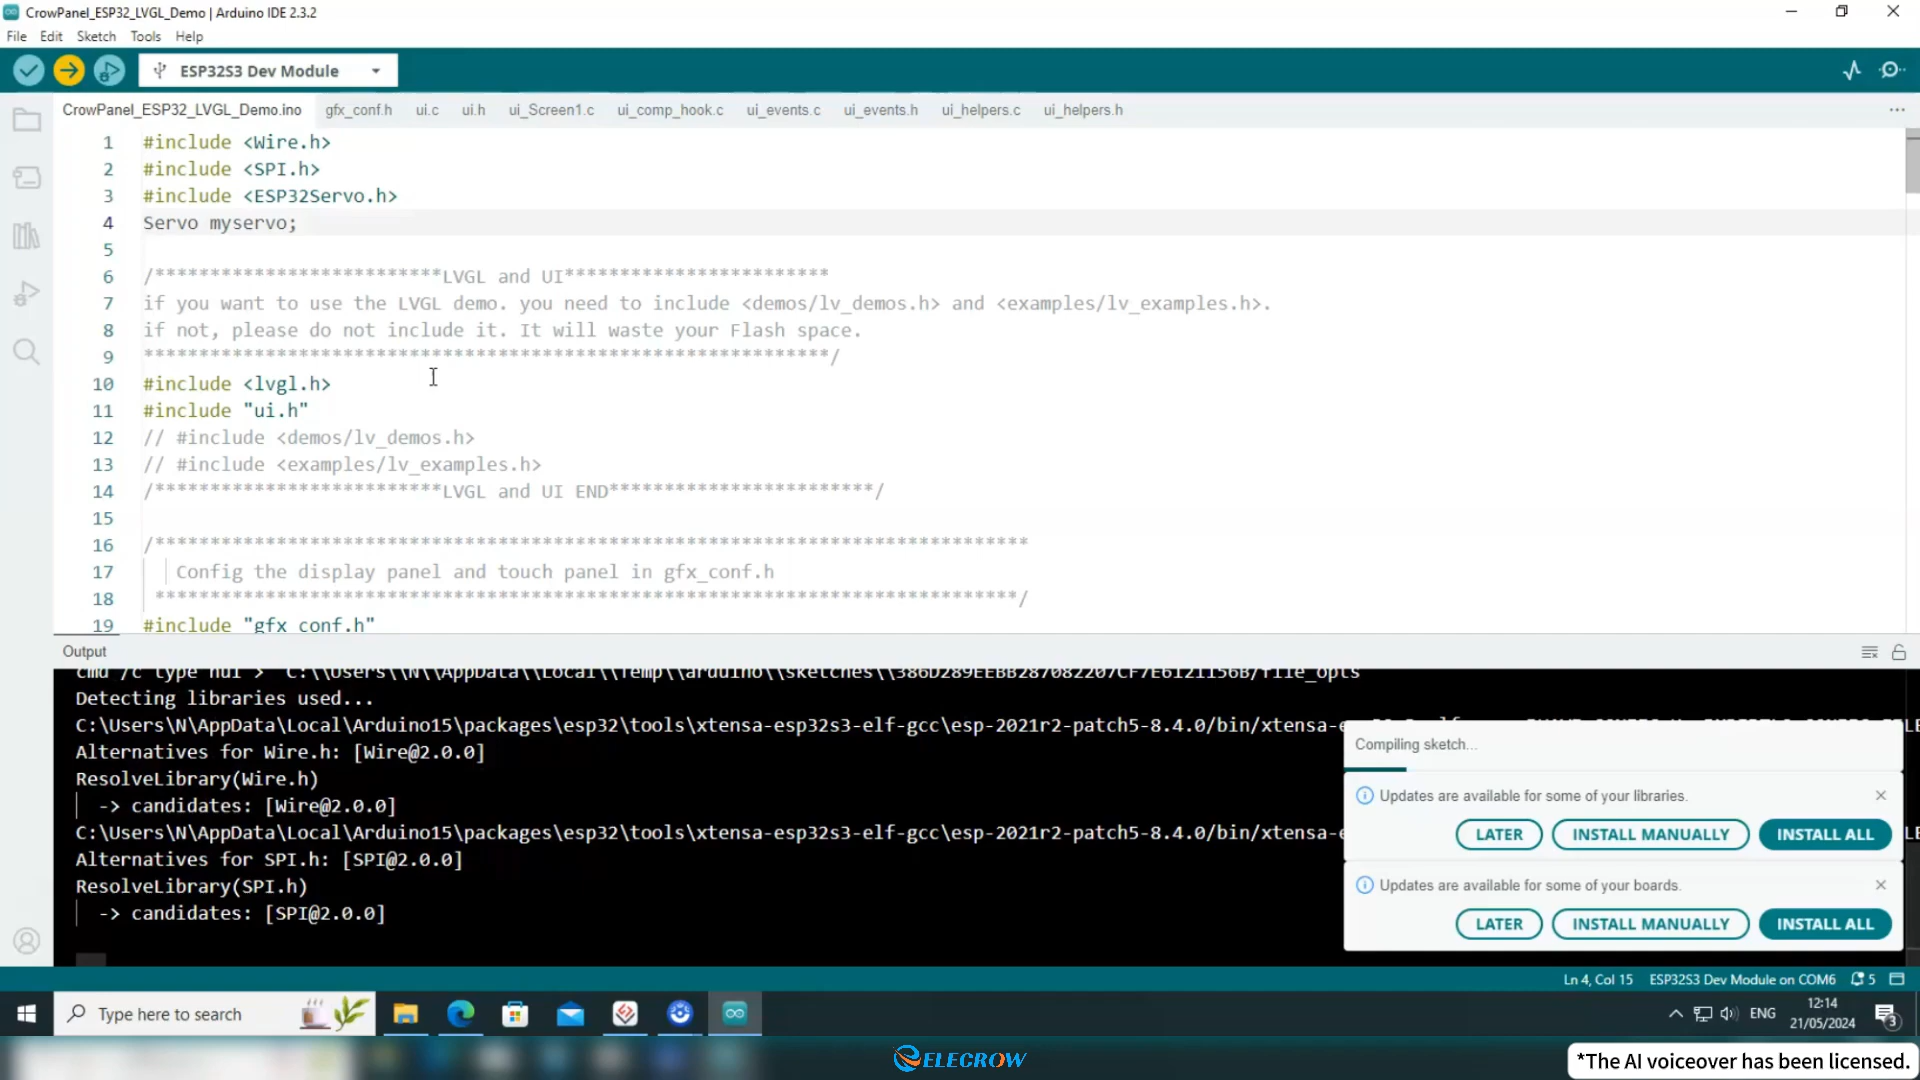 CrowPanel_ESP32_LVGL_Demo | Arduino IDE 2.3.2
File Edit Sketch Tools Help
ESP32S3 Dev Module
CrowPanel_ESP32_LVGL_Demo.ino gfx_conf.h ui.c ui.h ui_Screen1.c ui_comp_hook.c ui_events.c ui_events.h ui_helpers.c ui_helpers.h
1 #include <Wire.h>
2 #include <SPI.h>
3 #include <ESP32Servo.h>
4 Servo myservo;
5
6 /**************************LVGL and UI************************
7 if you want to use the LVGL demo. you need to include <demos/lv_demos.h> and <examples/lv_examples.h>.
8 if not, please do not include it. It will waste your Flash space.
9 **************************************************************/
10 #include <lvgl.h>
11 #include "ui.h"
12 // #include <demos/lv_demos.h>
13 // #include <examples/lv_examples.h>
14 /**************************LVGL and UI END************************/
15
16 /*******************************************************************************
17 Config the display panel and touch panel in gfx_conf.h
18 ******************************************************************************/
19 #include "gfx_conf.h"
Output
cmd /c type nul > "C:\\Users\\N\\AppData\\Local\\Temp\\arduino\\sketches\\386D289EEBB287082207CF7E6121156B/file_opts
Detecting libraries used...
C:\Users\N\AppData\Local\Arduino15\packages\esp32\tools\xtensa-esp32s3-elf-gcc\esp-2021r2-patch5-8.4.0/bin/xtensa-e
Alternatives for Wire.h: [Wire@2.0.0]
ResolveLibrary(Wire.h)
-> candidates: [Wire@2.0.0]
C:\Users\N\AppData\Local\Arduino15\packages\esp32\tools\xtensa-esp32s3-elf-gcc\esp-2021r2-patch5-8.4.0/bin/xtensa-e
Alternatives for SPI.h: [SPI@2.0.0]
ResolveLibrary(SPI.h)
-> candidates: [SPI@2.0.0]
Compiling sketch...
Updates are available for some of your libraries.
LATER INSTALL MANUALLY INSTALL ALL
Updates are available for some of your boards.
LATER INSTALL MANUALLY INSTALL ALL
Ln 4, Col 15 ESP32S3 Dev Module on COM6 5
Type here to search
ENG
12:14
21/05/2024
3
ELECROW
*The AI voiceover has been licensed.